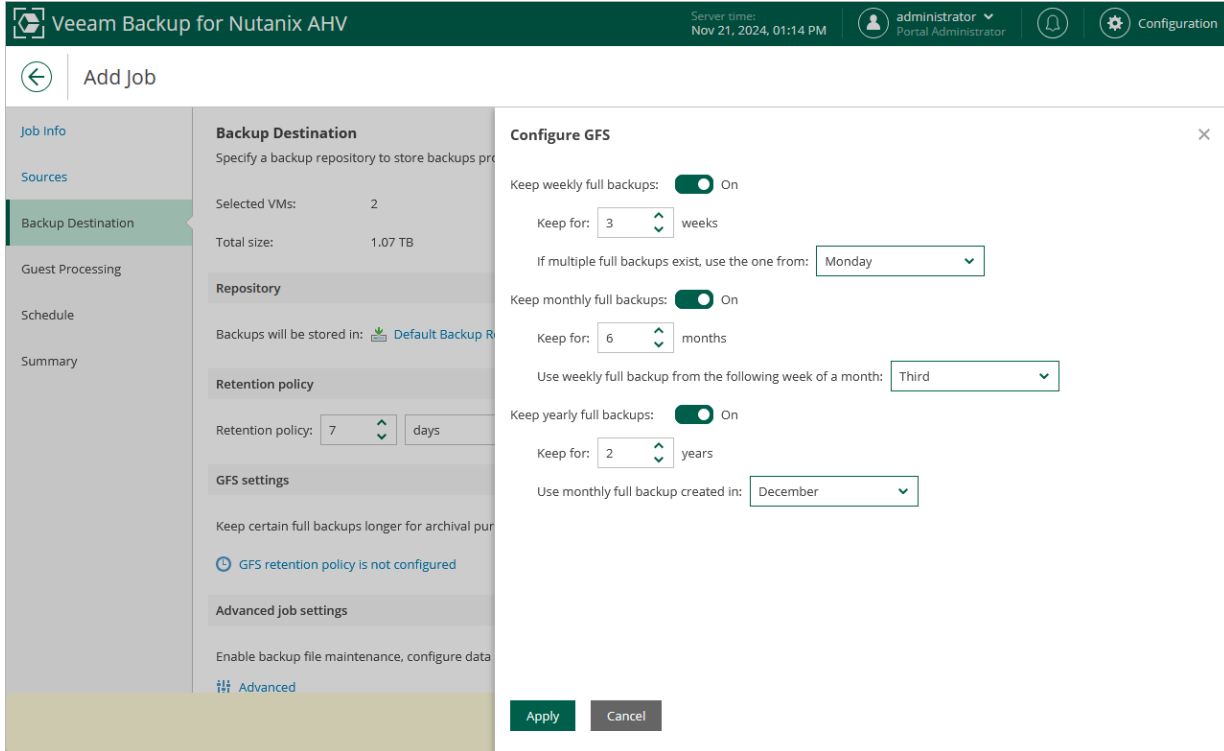 Veeam Backup for Nutanix AHV
Server time:
Nov 21, 2024, 01:14 PM
administrator
Portal Administrator
Configuration
Add Job
Job Info
Sources
Backup Destination
Guest Processing
Schedule
Summary
Backup Destination
Specify a backup repository to store backups pro
Selected VMs: 2
Total size: 1.07 TB
Repository
Backups will be stored in: Default Backup R
Retention policy
Retention policy: 7 days
GFS settings
Keep certain full backups longer for archival pur
GFS retention policy is not configured
Advanced job settings
Enable backup file maintenance, configure data
Advanced
Configure GFS
Keep weekly full backups: On
Keep for: 3 weeks
If multiple full backups exist, use the one from: Monday
Keep monthly full backups: On
Keep for: 6 months
Use weekly full backup from the following week of a month: Third
Keep yearly full backups: On
Keep for: 2 years
Use monthly full backup created in: December
Apply Cancel